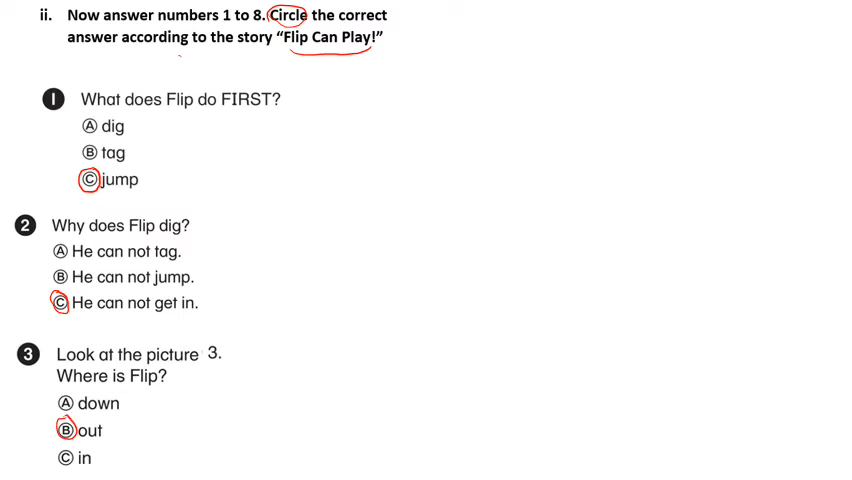 ii. Now answer numbers 1 to 8. Circle the correct
answer according to the story “Flip Can Play!”
1 What does Flip do FIRST?
A dig
B tag
C jump
2 Why does Flip dig?
A He can not tag.
B He can not jump.
C He can not get in.
3 Look at the picture 3.
Where is Flip?
A down
B out
C in